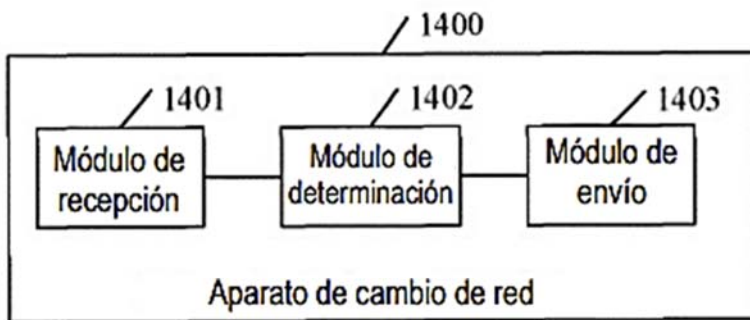 1400
1401
1402
1403
Módulo de
recepción
Módulo de
determinación
Módulo de
envío
Aparato de cambio de red